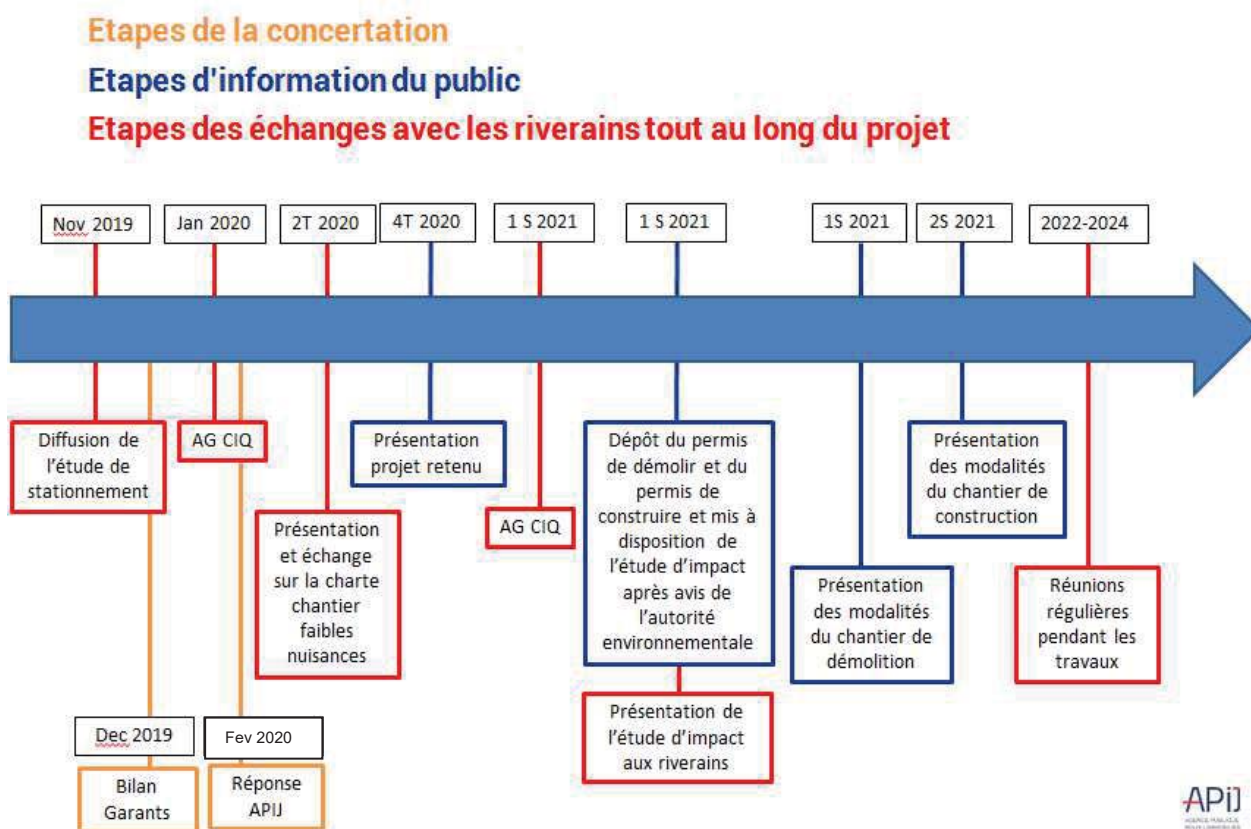 Etapes de la concertation
Etapes d'information du public
Etapes des échanges avec les riverains tout au long du projet
Nov 2019
Jan 2020
2T 2020
4T 2020
1 S 2021
1 S 2021
1S 2021
2S 2021
2022-2024
Diffusion de
l'étude de
stationnement
AG CIQ
Présentation
et échange
sur la charte
chantier
faibles
nuisances
Présentation
projet retenu
AG CIQ
Dépôt du permis
de démolir et du
permis de
construire et mis à
disposition de
l'étude d'impact
après avis de
l'autorité
environnementale
Présentation de
l'étude d'impact
aux riverains
Présentation
des modalités
du chantier de
démolition
Présentation
des modalités
du chantier de
construction
Réunions
régulières
pendant les
travaux
Dec 2019
Bilan
Garants
Fev 2020
Réponse
APIJ
APIJ